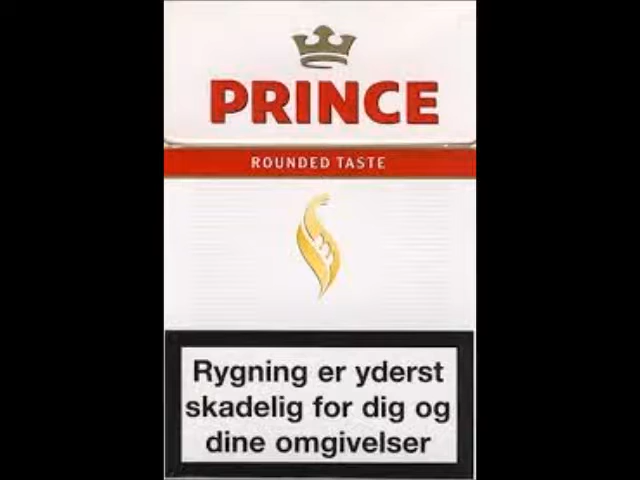 PRINCE
ROUNDED TASTE
Rygning er yderst
skadelig for dig og
dine omgivelser